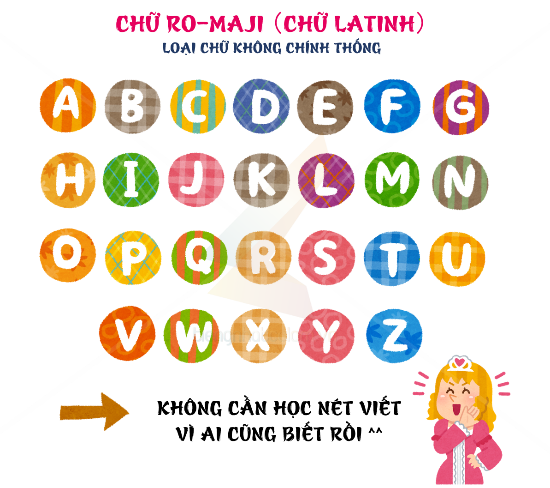 CHỮ RO-MAJI (CHỮ LATINH)
LOẠI CHỮ KHÔNG CHÍNH THỐNG
A B C D E F G
H I J K L M N
O P Q R S T U
V W X Y Z
KHÔNG CẦN HỌC NÉT VIẾT
VÌ AI CŨNG BIẾT RỒI ^^